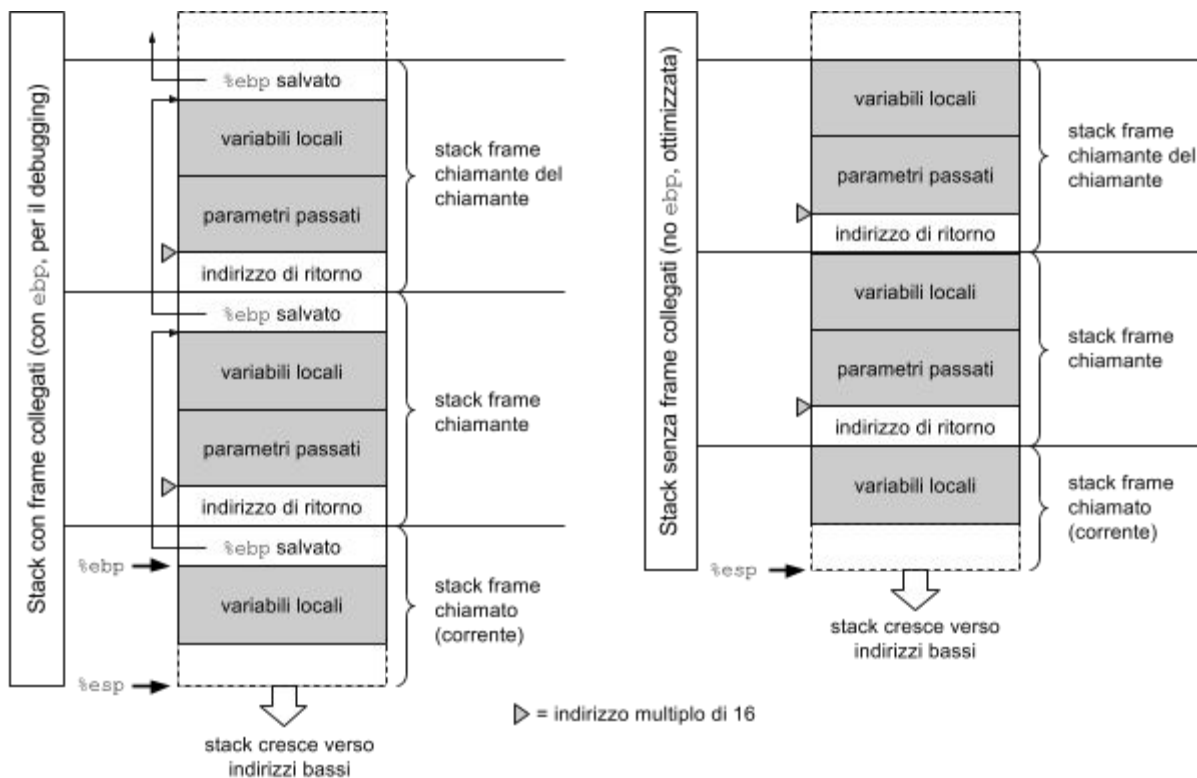 Stack con frame collegati (con ebp, per il debugging)
%ebp salvato
variabili locali
parametri passati
indirizzo di ritorno
stack frame
chiamante del
chiamante
%ebp salvato
variabili locali
parametri passati
indirizzo di ritorno
stack frame
chiamante
%ebp salvato
%ebp
variabili locali
stack frame
chiamato
(corrente)
%esp
stack cresce verso
indirizzi bassi
Stack senza frame collegati (no ebp, ottimizzata)
variabili locali
parametri passati
indirizzo di ritorno
stack frame
chiamante del
chiamante
variabili locali
parametri passati
indirizzo di ritorno
stack frame
chiamante
variabili locali
stack frame
chiamato
(corrente)
%esp
stack cresce verso
indirizzi bassi
= indirizzo multiplo di 16